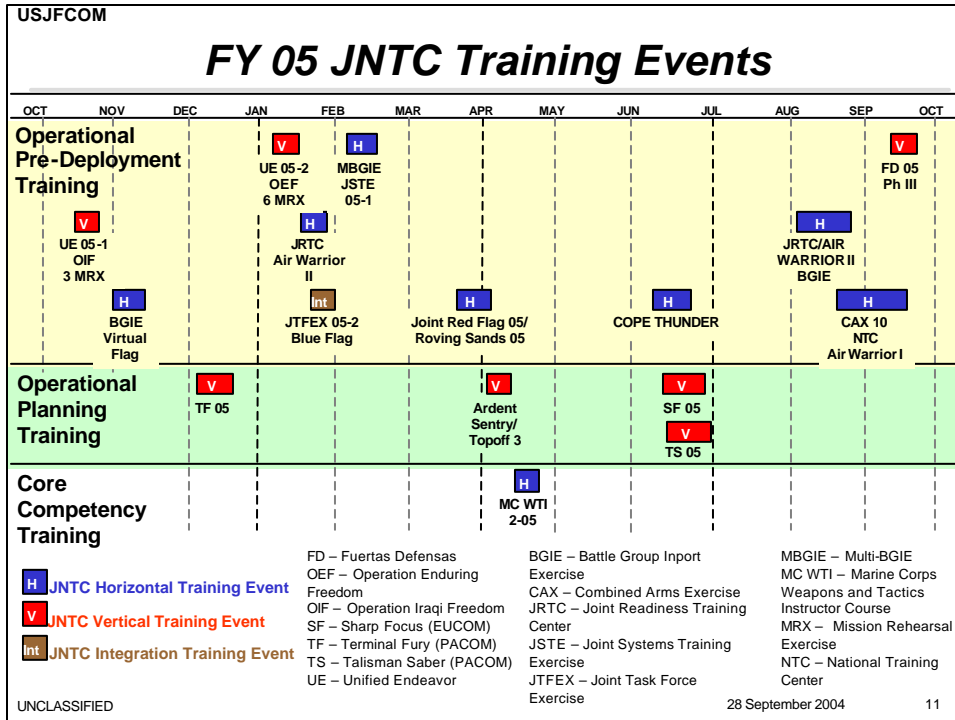 USJFCOM
FY 05 JNTC Training Events
OCT NOV DEC JAN FEB MAR APR MAY JUN JUL AUG SEP OCT
Operational
Pre-Deployment
Training
V
UE 05-2
OEF
6 MRX
H
MBGIE
JSTE
05-1
V
FD 05
Ph III
V
UE 05-1
OIF
3 MRX
H
JRTC
Air Warrior
II
H
JRTC/AIR
WARRIOR II
BGIE
H
BGIE
Virtual
Flag
Int
JTFEX 05-2
Blue Flag
H
Joint Red Flag 05/
Roving Sands 05
H
COPE THUNDER
H
CAX 10
NTC
Air Warrior I
Operational
Planning
Training
V
TF 05
V
Ardent
Sentry/
Topoff 3
V
SF 05
V
TS 05
Core
Competency
Training
H
MC WTI
2-05
H JNTC Horizontal Training Event
V JNTC Vertical Training Event
Int JNTC Integration Training Event
FD – Fuertas Defensas
OEF – Operation Enduring
Freedom
OIF – Operation Iraqi Freedom
SF – Sharp Focus (EUCOM)
TF – Terminal Fury (PACOM)
TS – Talisman Saber (PACOM)
UE – Unified Endeavor
BGIE – Battle Group Inport
Exercise
CAX – Combined Arms Exercise
JRTC – Joint Readiness Training
Center
JSTE – Joint Systems Training
Exercise
JTFEX – Joint Task Force
Exercise
MBGIE – Multi-BGIE
MC WTI – Marine Corps
Weapons and Tactics
Instructor Course
MRX – Mission Rehearsal
Exercise
NTC – National Training
Center
UNCLASSIFIED
28 September 2004
11